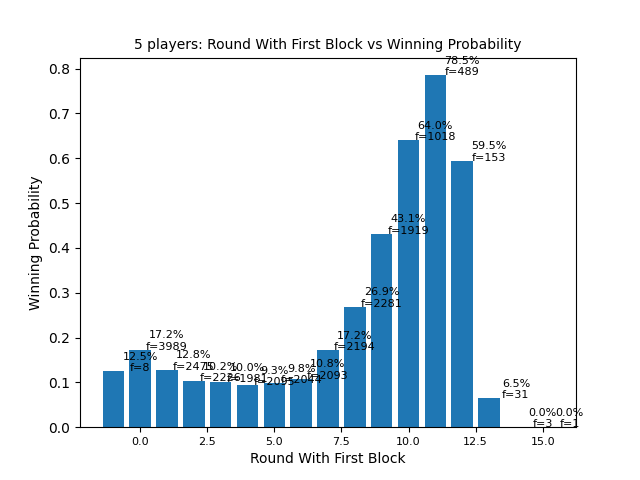 5 players: Round With First Block vs Winning Probability
Winning Probability
0.8
0.7
0.6
0.5
0.4
0.3
0.2
0.1
0.0
12.5%
f=8
17.2%
f=3989
12.8%
f=2475
10.2%
10.0%
9.3%
9.8%
10.8%
f=2093
17.2%
f=2194
26.9%
f=2281
43.1%
f=1919
64.0%
f=1018
78.5%
f=489
59.5%
f=153
6.5%
f=31
0.0%
f=3
0.0%
f=1
0.0 2.5 5.0 7.5 10.0 12.5 15.0
Round With First Block